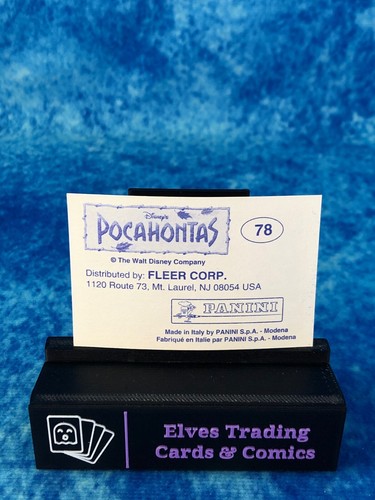 Disney's
POCAHONTAS
78
© The Walt Disney Company
Distributed by: FLEER CORP.
1120 Route 73, Mt. Laurel, NJ 08054 USA
PANINI
Made in Italy by PANINI S.p.A. - Modena
Fabriqué en Italie par PANINI S.p.A. - Modena
Elves Trading
Cards & Comics